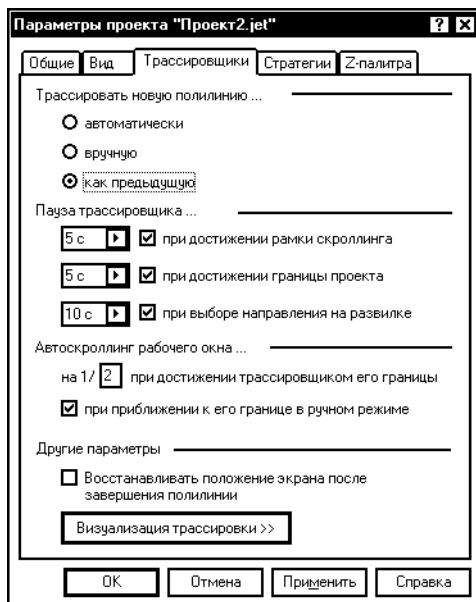 Параметры проекта "Проект2.jet"
Общие Вид Трассировщики Стратегии Z-палитра
Трассировать новую полилинию ...
автоматически
вручную
как предыдущую
Пауза трассировщика ...
5 с при достижении рамки скроллинга
5 с при достижении границы проекта
10 с при выборе направления на развилке
Автоскроллинг рабочего окна ...
на 1/ 2 при достижении трассировщиком его границы
при приближении к его границе в ручном режиме
Другие параметры
Восстанавливать положение экрана после
завершения полилинии
Визуализация трассировки >>
OK Отмена Применить Справка